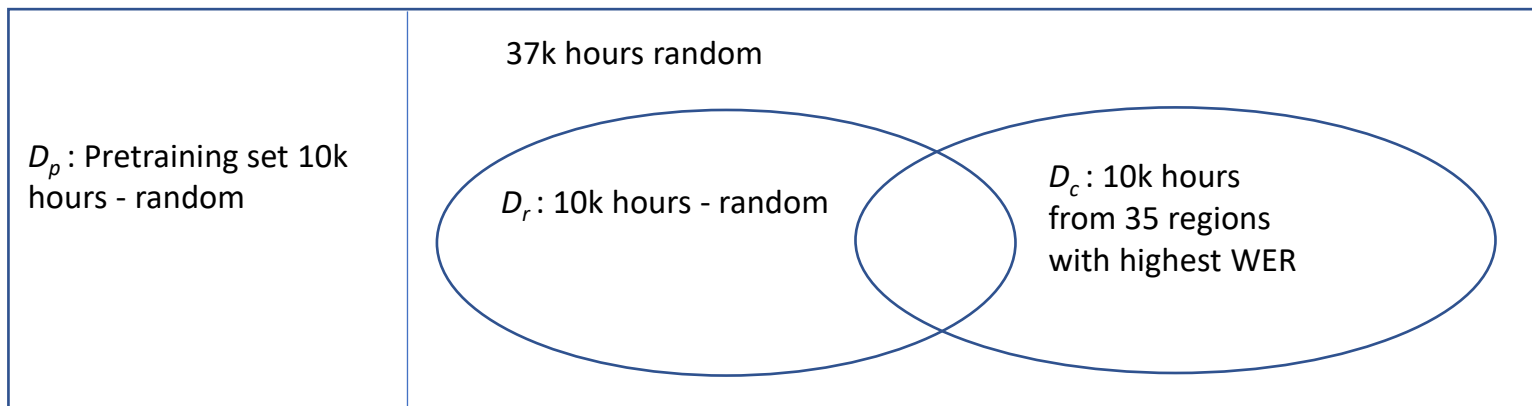 37k hours random
D_p : Pretraining set 10k
hours - random
D_r : 10k hours - random
D_c : 10k hours
from 35 regions
with highest WER